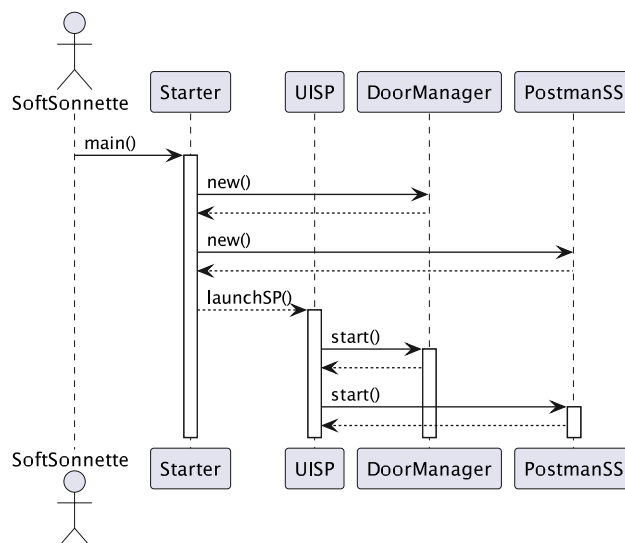 SoftSonnette
Starter
UISP
DoorManager
PostmanSS
main()
new()
new()
launchSP()
start()
start()
SoftSonnette
Starter
UISP
DoorManager
PostmanSS